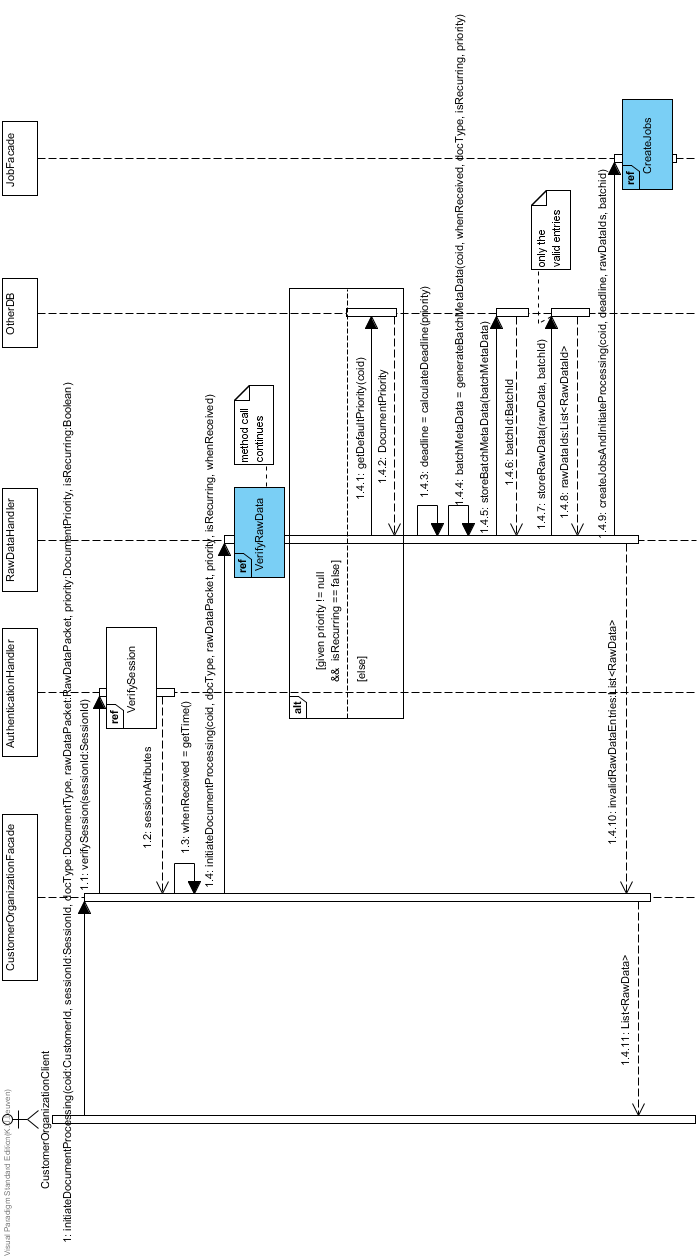 Visual Paradigm Standard Edition(K.U.Leuven)
CustomerOrganizationClient
CustomerOrganizationFacade
AuthenticationHandler
RawDataHandler
OtherDB
JobFacade
1: initiateDocumentProcessing(coid:CustomerId, sessionId:SessionId, docType:DocumentType, rawDataPacket:RawDataPacket, priority:DocumentPriority, isRecurring:Boolean )
1.1: verifySession(sessionId:SessionId)
ref
VerifySession
1.2: sessionAtributes
1.3: whenReceived = getTime()
1.4: initiateDocumentProcessing(coid, docType, rawDataPacket, priority, isRecurring, whenReceived)
ref
VerifyRawData
method call
continues
alt
[given priority != null
&& isRecurring == false]
[else]
1.4.1: getDefaultPriority(coid)
1.4.2: DocumentPriority
1.4.3: deadline = calculateDeadline(priority)
1.4.4: batchMetaData = generateBatchMetaData(coid, whenReceived, docType, isRecurring, priority)
1.4.5: storeBatchMetaData(batchMetaData)
1.4.6: batchId:BatchId
only the
valid entries
1.4.7: storeRawData(rawData, batchId)
1.4.8: rawDataIds:List<RawDataId>
1.4.9: createJobsAndInitiateProcessing(coid, deadline, rawDataIds, batchid)
ref
CreateJobs
1.4.10: invalidRawDataEntries:List<RawData>
1.4.11: List<RawData>